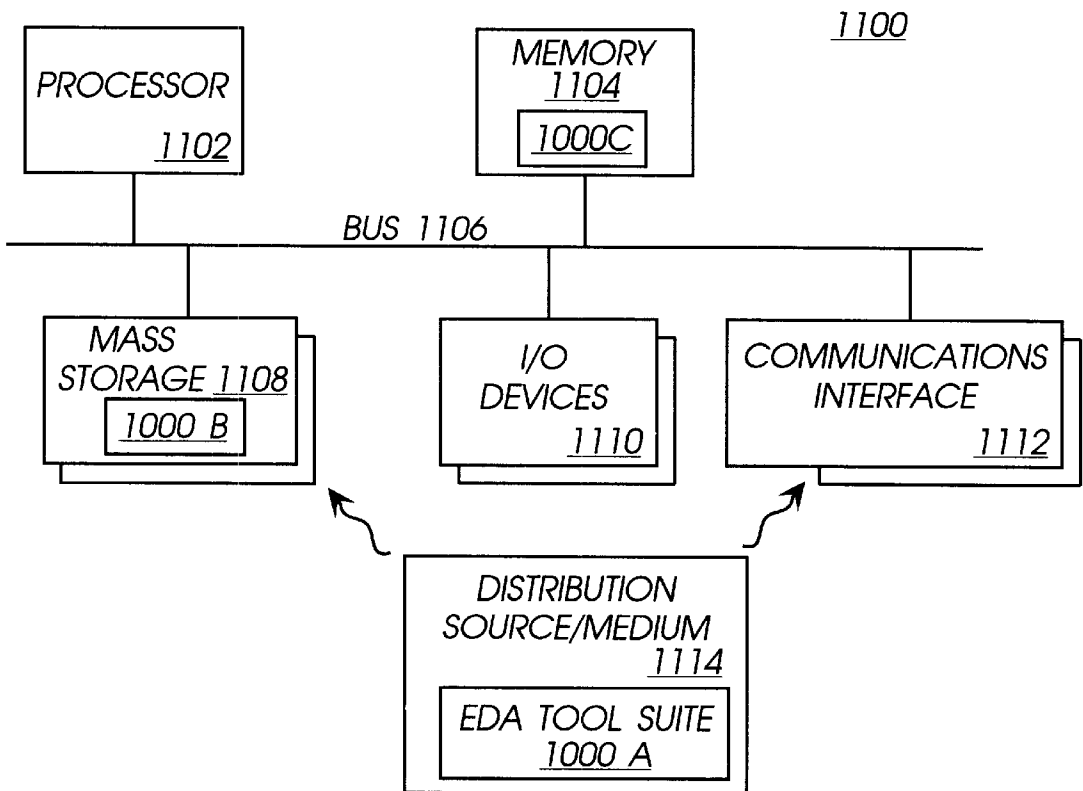 1100
PROCESSOR
1102
MEMORY
1104
1000C
BUS 1106
MASS
STORAGE 1108
1000 B
I/O
DEVICES
1110
COMMUNICATIONS
INTERFACE
1112
DISTRIBUTION
SOURCE/MEDIUM
1114
EDA TOOL SUITE
1000 A